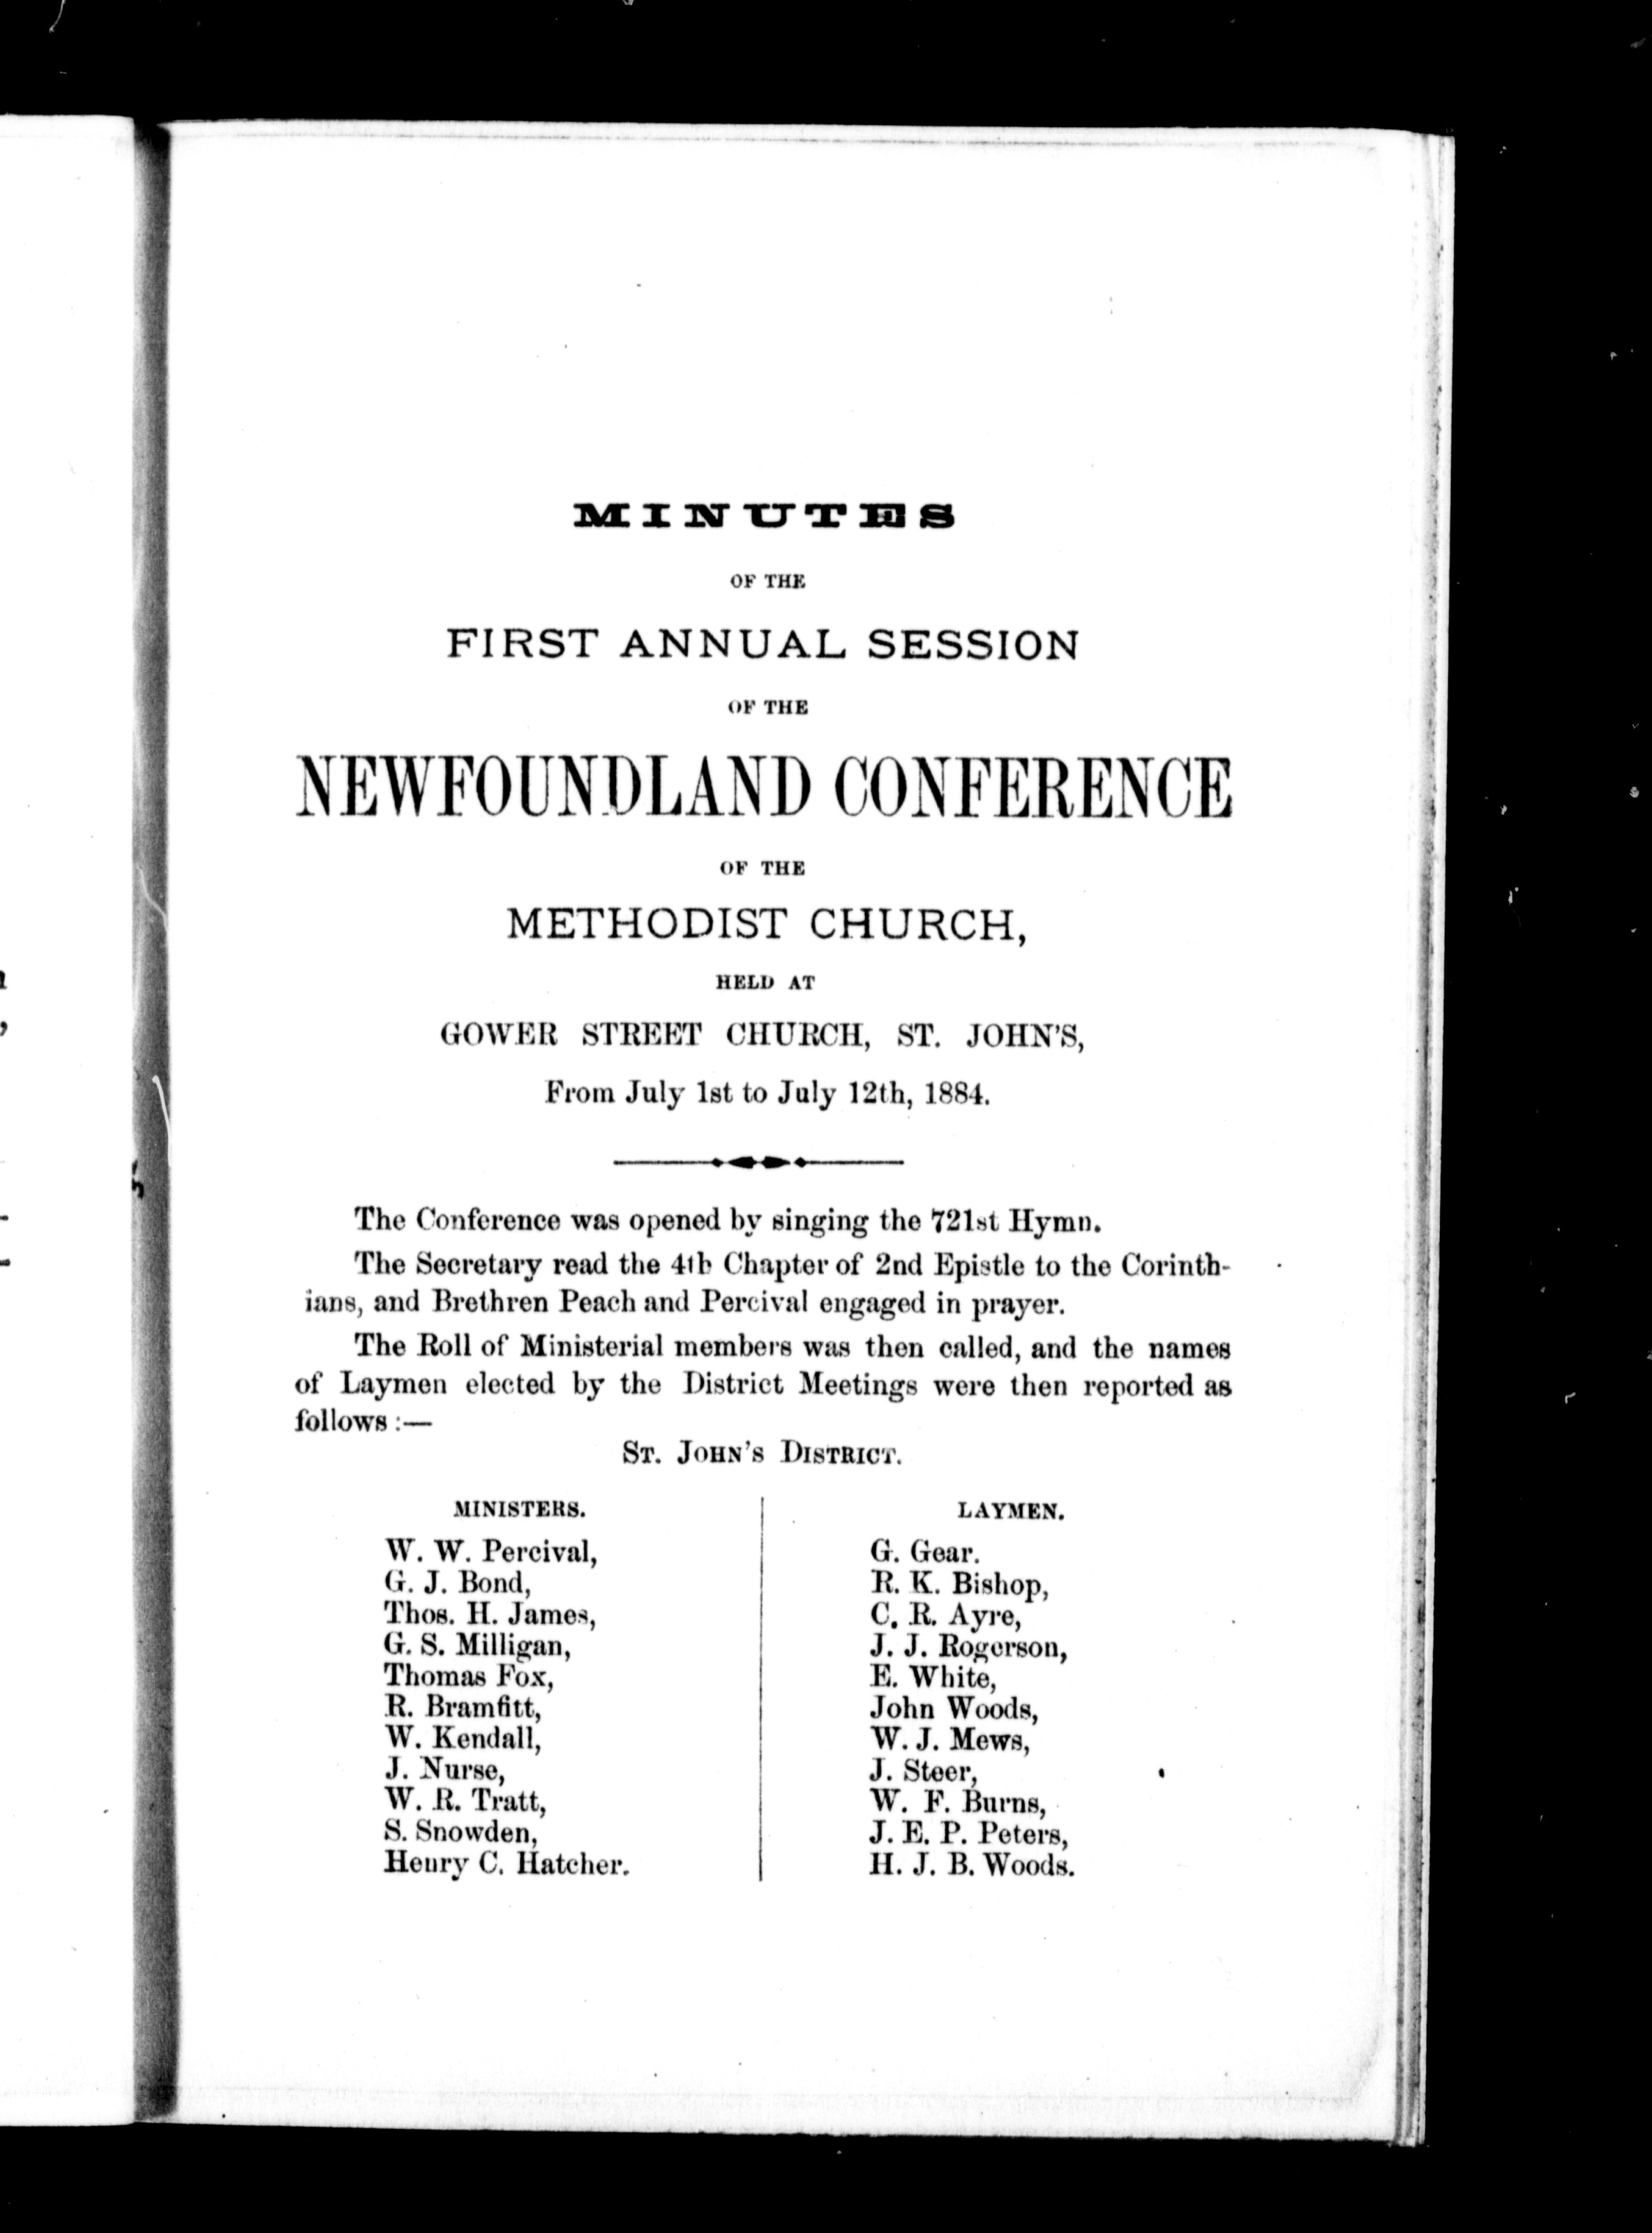 MINUTES
OF THE
FIRST ANNUAL SESSION
OF THE
NEWFOUNDLAND CONFERENCE
OF THE
METHODIST CHURCH,
HELD AT
GOWER STREET CHURCH, ST. JOHN'S,
From July 1st to July 12th, 1884.
The Conference was opened by singing the 721st Hymn.
The Secretary read the 4th Chapter of 2nd Epistle to the Corinth-
ians, and Brethren Peach and Percival engaged in prayer.
The Roll of Ministerial members was then called, and the names
of Laymen elected by the District Meetings were then reported as
follows :—
ST. JOHN'S DISTRICT.
MINISTERS.
W. W. Percival,
G. J. Bond,
Thos. H. James,
G. S. Milligan,
Thomas Fox,
R. Bramfitt,
W. Kendall,
J. Nurse,
W. R. Tratt,
S. Snowden,
Henry C. Hatcher.
LAYMEN.
G. Gear.
R. K. Bishop,
C. R. Ayre,
J. J. Rogerson,
E. White,
John Woods,
W. J. Mews,
J. Steer,
W. F. Burns,
J. E. P. Peters,
H. J. B. Woods.